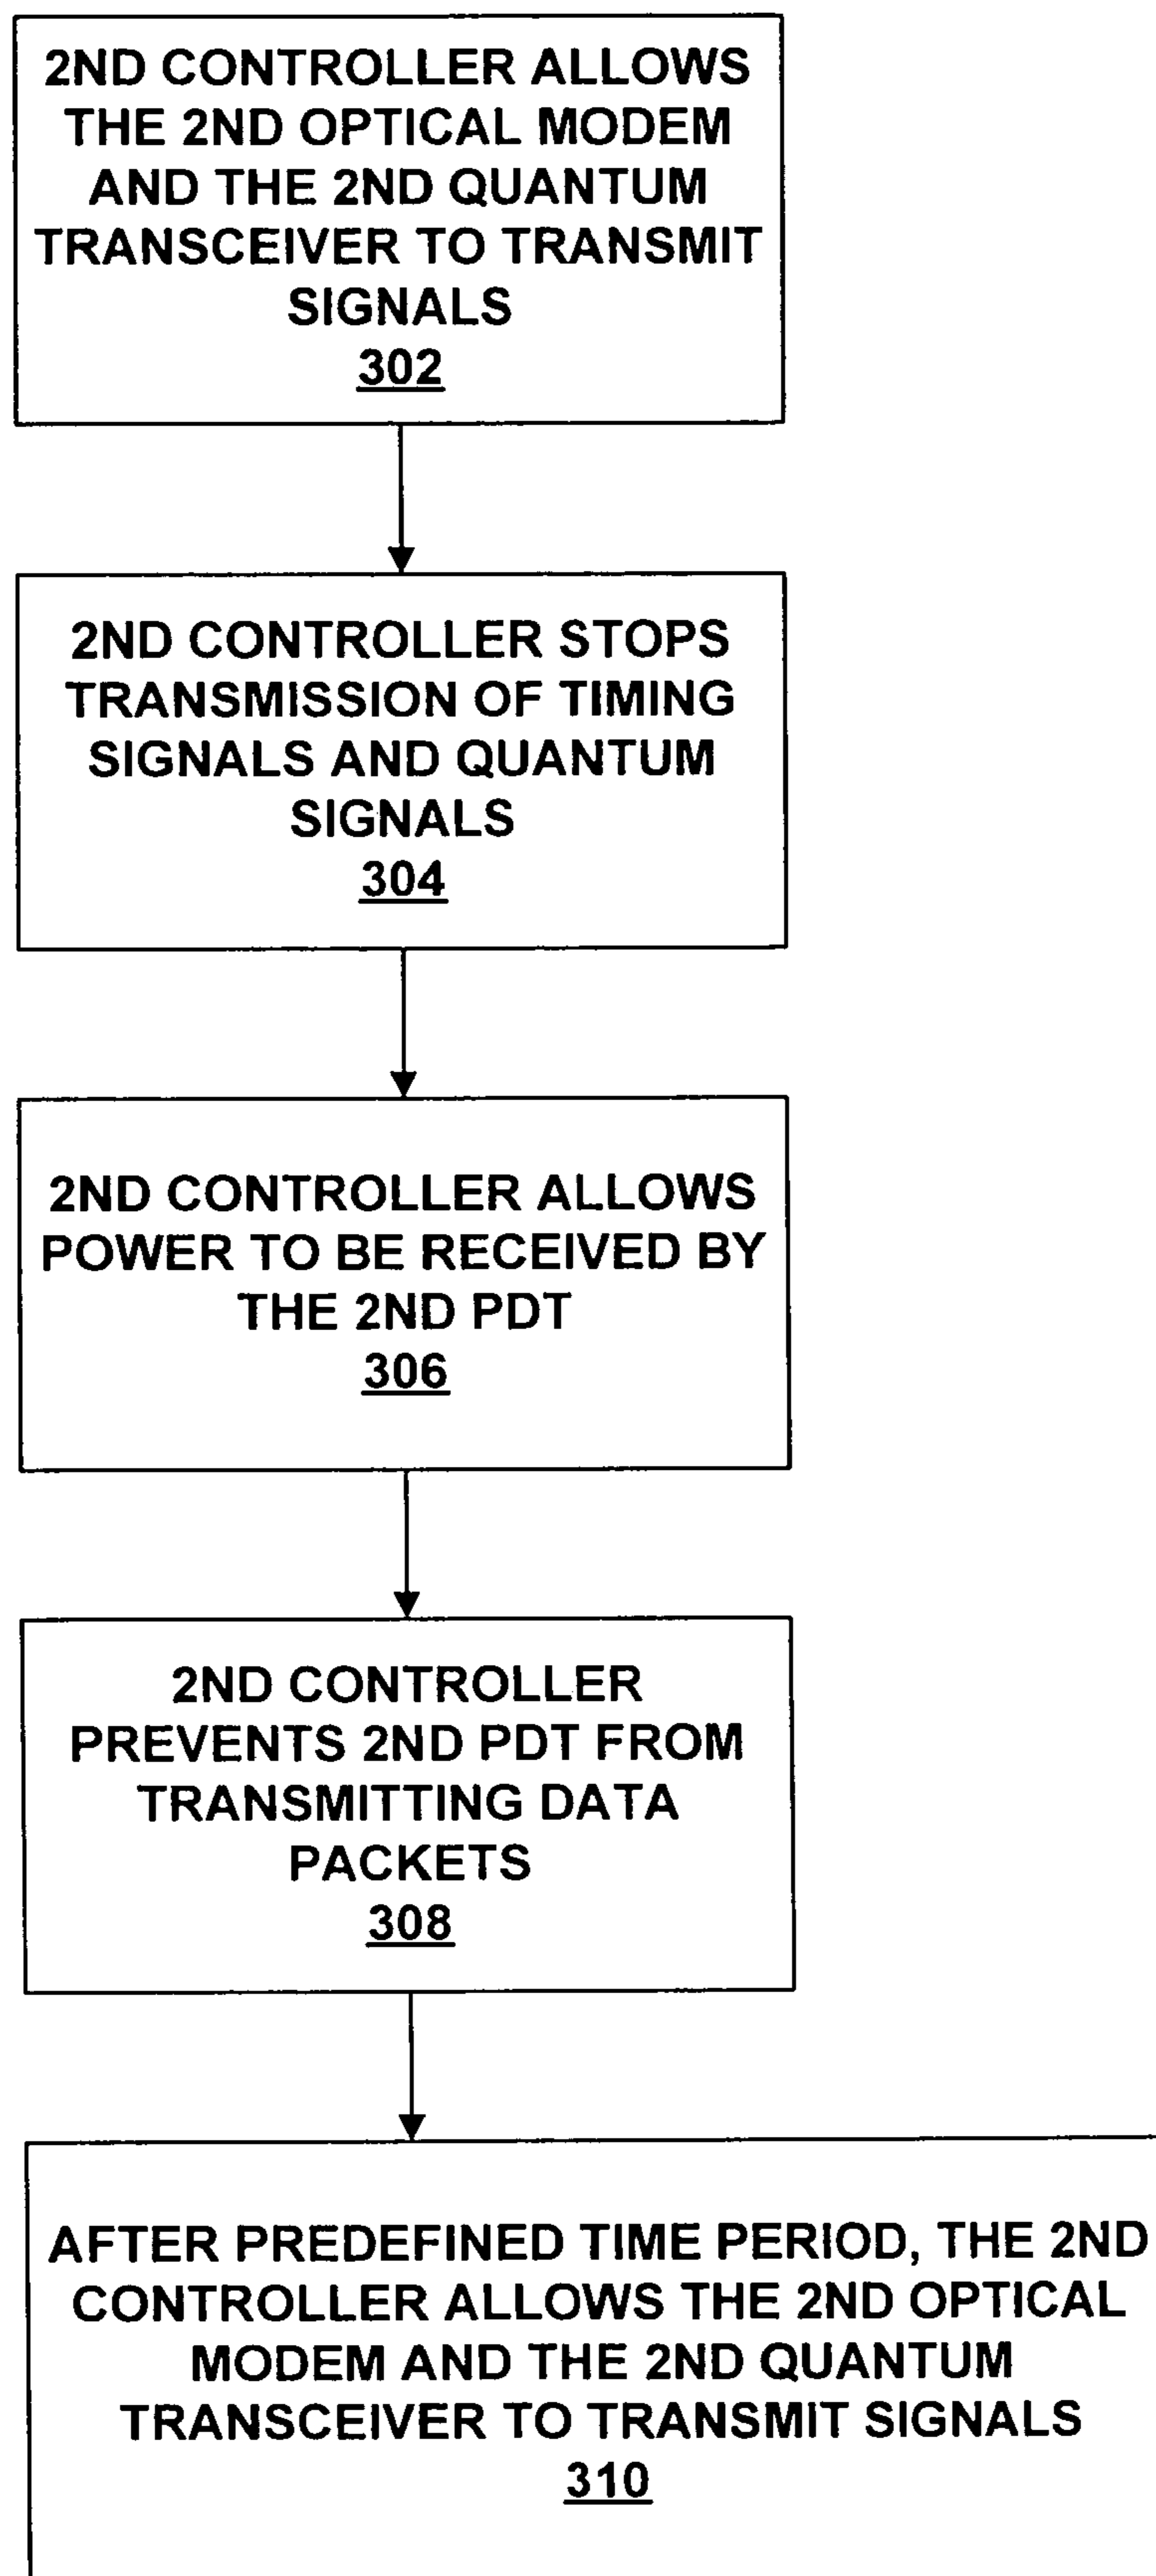 2ND CONTROLLER ALLOWS
THE 2ND OPTICAL MODEM
AND THE 2ND QUANTUM
TRANSCEIVER TO TRANSMIT
SIGNALS
302
2ND CONTROLLER STOPS
TRANSMISSION OF TIMING
SIGNALS AND QUANTUM
SIGNALS
304
2ND CONTROLLER ALLOWS
POWER TO BE RECEIVED BY
THE 2ND PDT
306
2ND CONTROLLER
PREVENTS 2ND PDT FROM
TRANSMITTING DATA
PACKETS
308
AFTER PREDEFINED TIME PERIOD, THE 2ND
CONTROLLER ALLOWS THE 2ND OPTICAL
MODEM AND THE 2ND QUANTUM
TRANSCEIVER TO TRANSMIT SIGNALS
310